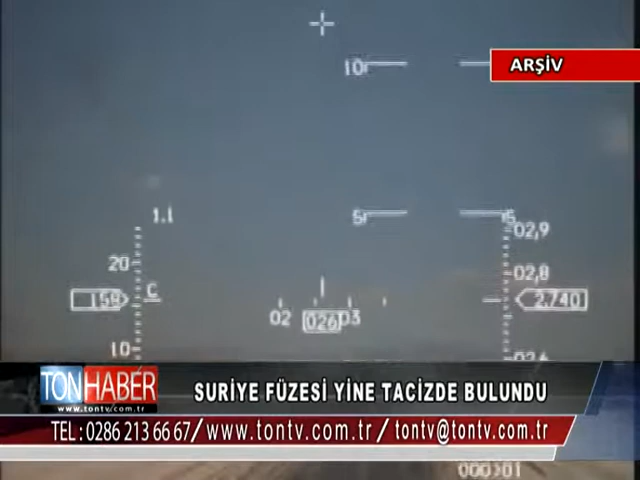 ARŞİV
10
1.1
5 5
02,9
20
02,8
159 C
2,740
02 026 03
10
02,6
TONHABER
www.tontv.com.tr
SURİYE FÜZESİ YİNE TACİZDE BULUNDU
TEL : 0286 213 66 67 / www.tontv.com.tr / tontv@tontv.com.tr
000301